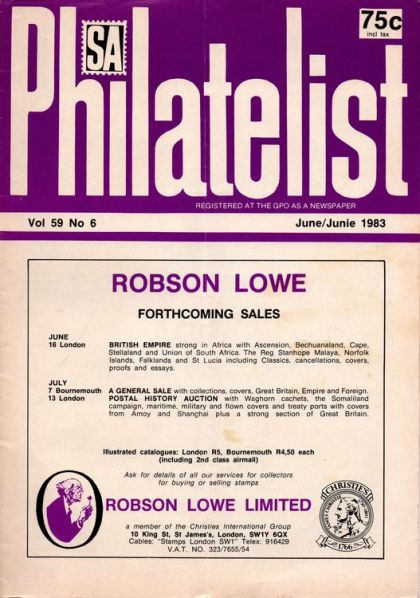 75c
incl tax
SA
Philatelist
REGISTERED AT THE GPO AS A NEWSPAPER
Vol 59 No 6
June/Junie 1983
ROBSON LOWE
FORTHCOMING SALES
JUNE
16 London BRITISH EMPIRE strong in Africa with Ascension, Bechuanaland, Cape,
Stellaland and Union of South Africa. The Reg Stanhope Malaya, Norfolk
Islands, Falklands and St Lucia including Classics, cancellations, covers,
proofs and essays.
JULY
7 Bournemouth A GENERAL SALE with collections, covers, Great Britain, Empire and Foreign.
13 London POSTAL HISTORY AUCTION with Waghorn cachets, the Somaliland
campaign, maritime, military and flown covers and treaty ports with covers
from Amoy and Shanghai plus a strong section of Great Britain.
Illustrated catalogues: London R5, Bournemouth R4,50 each
(including 2nd class airmail)
Ask for details of all our services for collectors
for buying or selling stamps
ROBSON LOWE LIMITED
a member of the Christies International Group
10 King St, St James's, London, SW1Y 6QX
Cables: "Stamps London SW1" Telex: 916429
V.A.T. NO. 323/7655/54
CHRISTIE'S
1766